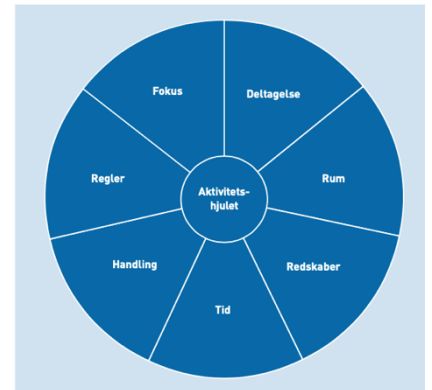 Fokus
Deltagelse
Regler
Rum
Aktivitets-
hjulet
Handling
Redskaber
Tid